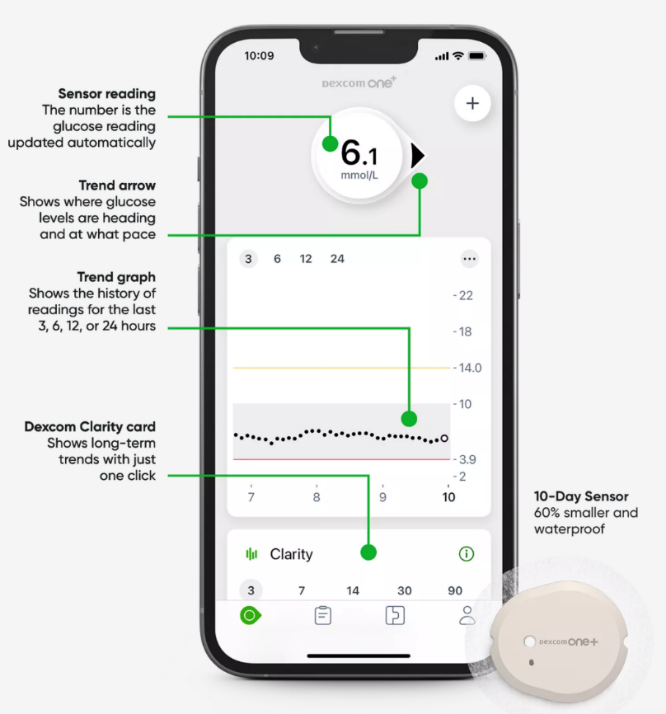 10:09
Dexcom ONE+
+
Sensor reading
The number is the
glucose reading
updated automatically
6.1
mmol/L
Trend arrow
Shows where glucose
levels are heading
and at what pace
3 6 12 24
Trend graph
Shows the history of
readings for the last
3, 6, 12, or 24 hours
22
18
14.0
10
3.9
2
7 8 9 10
Dexcom Clarity card
Shows long-term
trends with just
one click
Clarity
3 7 14 30 90
10-Day Sensor
60% smaller and
waterproof
Dexcom ONE+